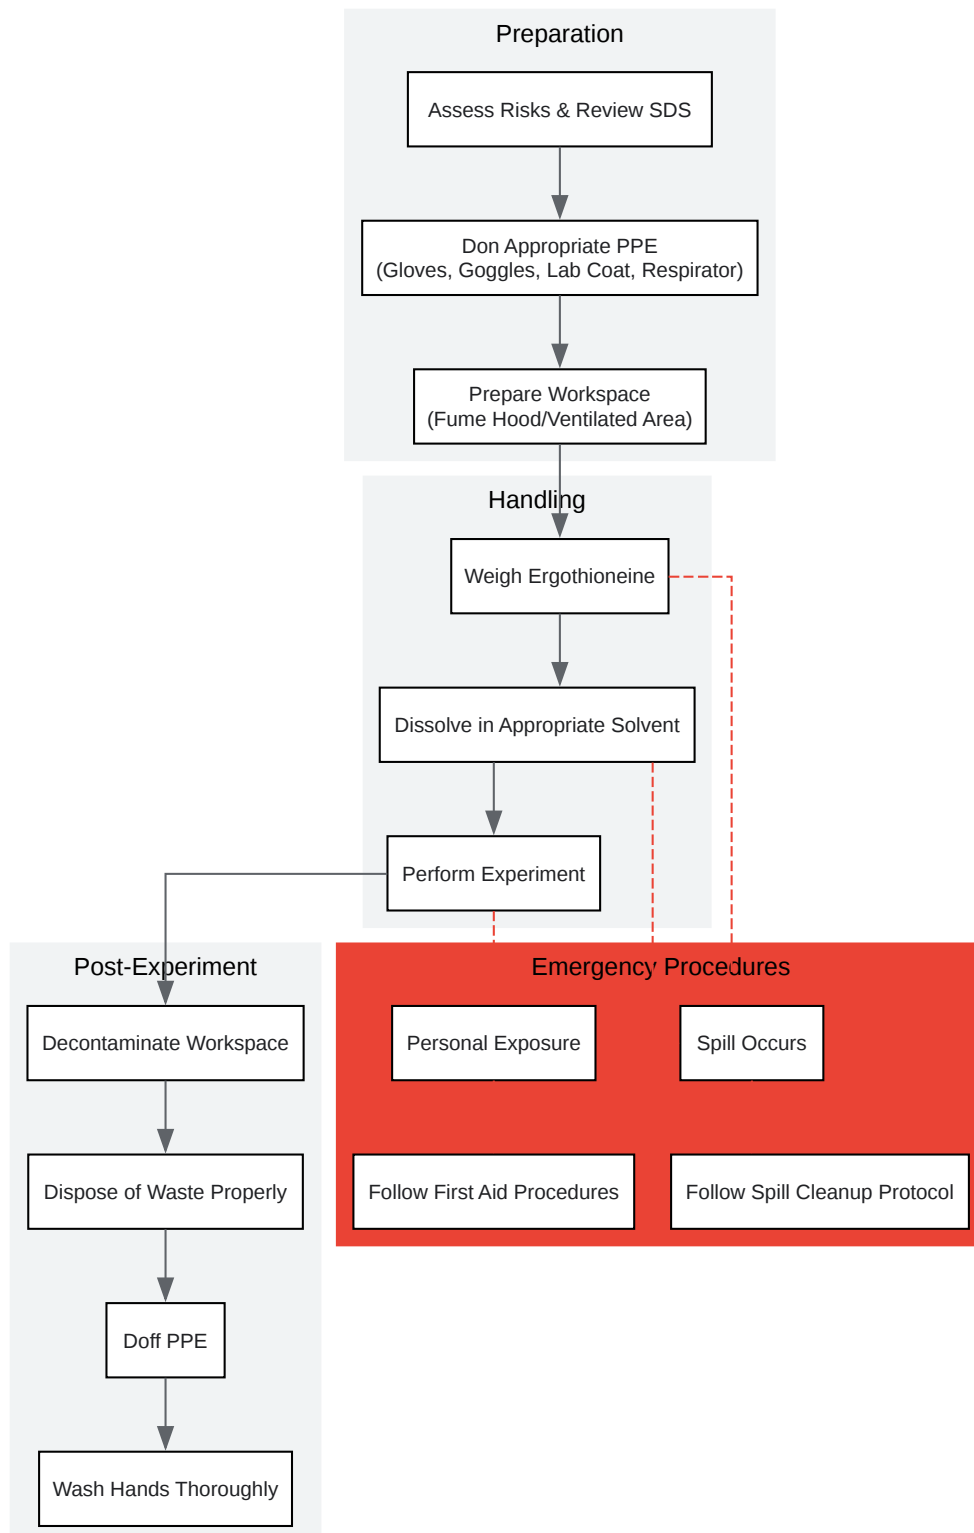 Preparation
Assess Risks & Review SDS
Don Appropriate PPE
(Gloves, Goggles, Lab Coat, Respirator)
Prepare Workspace
(Fume Hood/Ventilated Area)
Handling
Weigh Ergothioneine
Dissolve in Appropriate Solvent
Perform Experiment
Post-Experiment
Decontaminate Workspace
Dispose of Waste Properly
Doff PPE
Wash Hands Thoroughly
Emergency Procedures
Personal Exposure
Spill Occurs
Follow First Aid Procedures
Follow Spill Cleanup Protocol